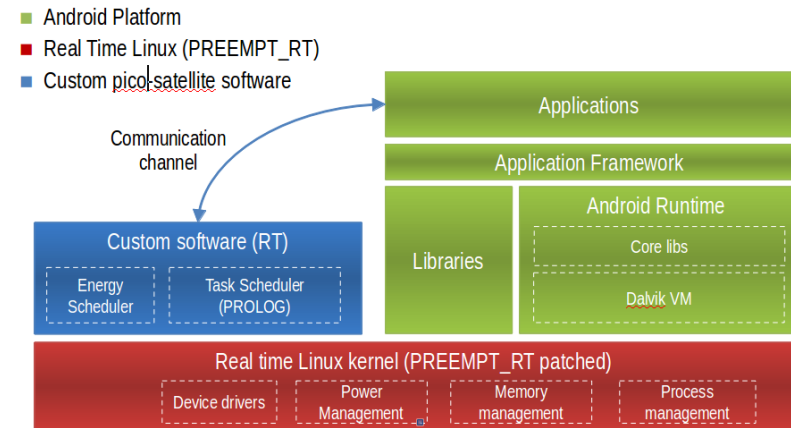 Android Platform
Real Time Linux (PREEMPT_RT)
Custom pico-satellite software
Communication
channel
Applications
Application Framework
Libraries
Android Runtime
Core libs
Dalvik VM
Custom software (RT)
Energy
Scheduler
Task Scheduler
(PROLOG)
Real time Linux kernel (PREEMPT_RT patched)
Device drivers
Power
Management
Memory
management
Process
management